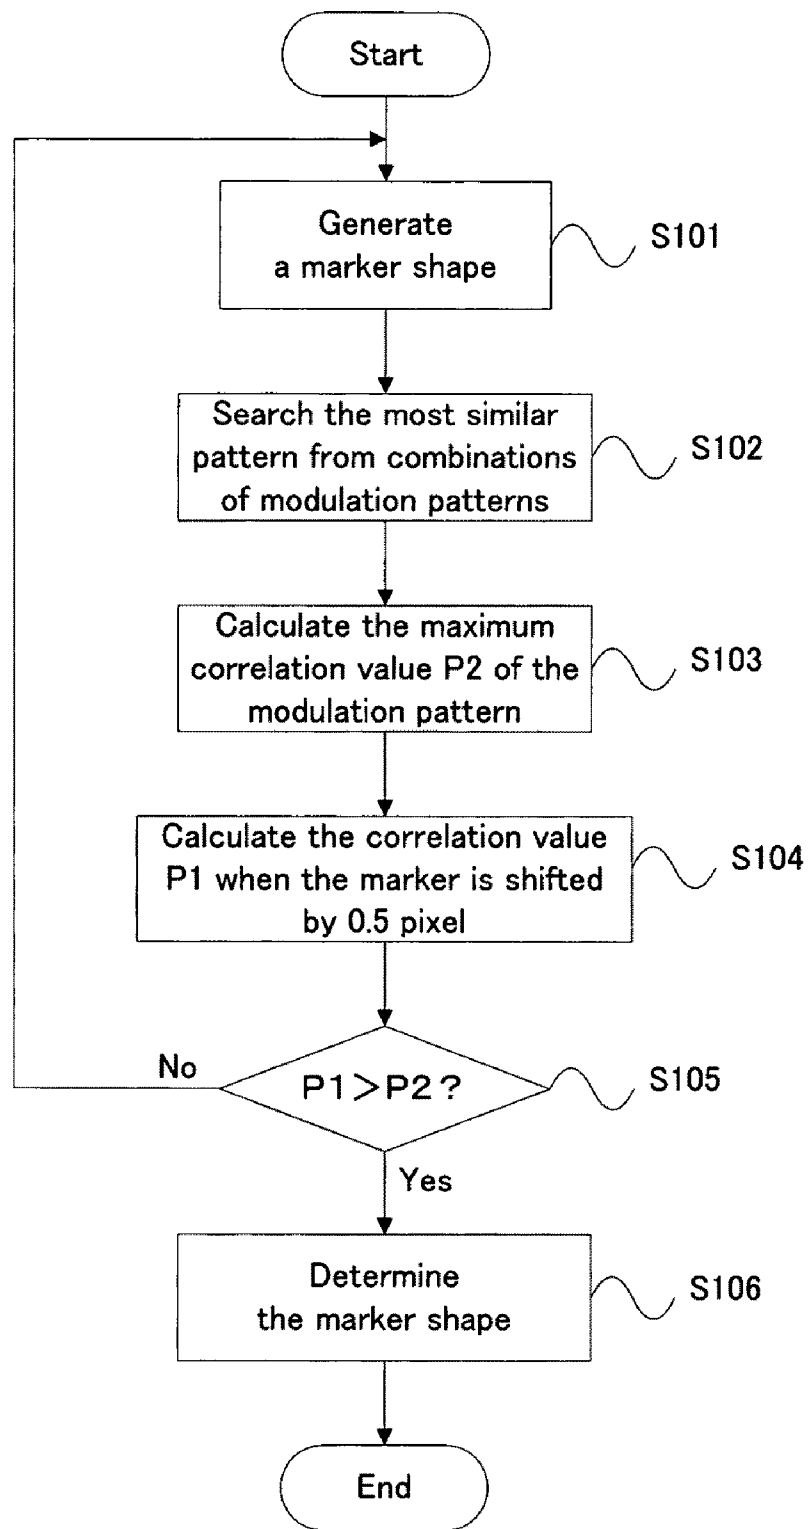 Start
Generate
a marker shape
S101
Search the most similar
pattern from combinations
of modulation patterns
S102
Calculate the maximum
correlation value P2 of the
modulation pattern
S103
Calculate the correlation value
P1 when the marker is shifted
by 0.5 pixel
S104
No
P1>P2?
S105
Yes
Determine
the marker shape
S106
End